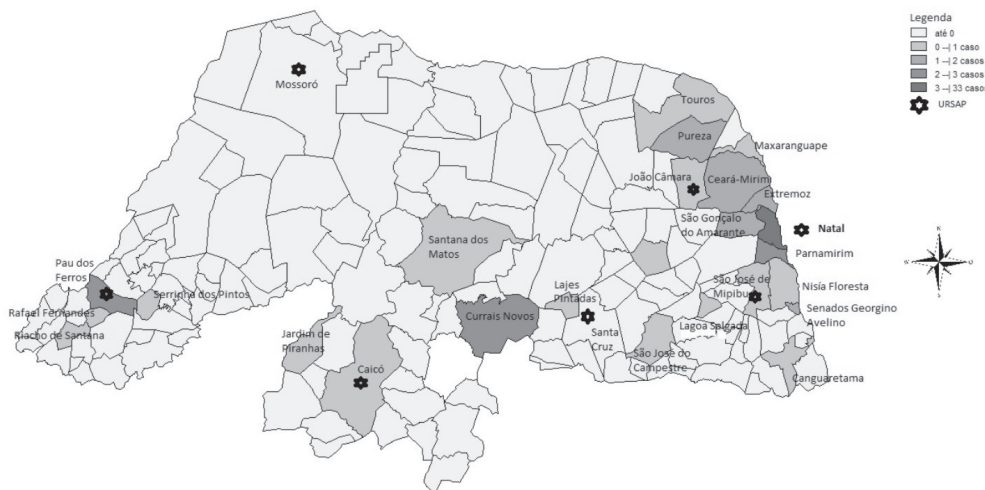 Legenda
até 0
0 --| 1 caso
1 --| 2 casos
2 --| 3 casos
3 --| 33 casos
URSAP
Mossoró
Touros
Pureza
Maxaranguape
João Câmara
Ceará-Mirim
Extremoz
São Gonçalo
do Amarante
Natal
Parnamirim
Santana dos
Matos
Pau dos
Ferros
Serrinha dos Pintos
Rafael Fernandes
Riacho de Santana
Jardim de
Piranhas
Caicó
Currais Novos
Lajes
Pintadas
Santa
Cruz
São José de
Mipibu
Nisía Floresta
Senados Georgino
Avelino
Lagoa Salgada
São José do
Campestre
Canguaretama
N
S